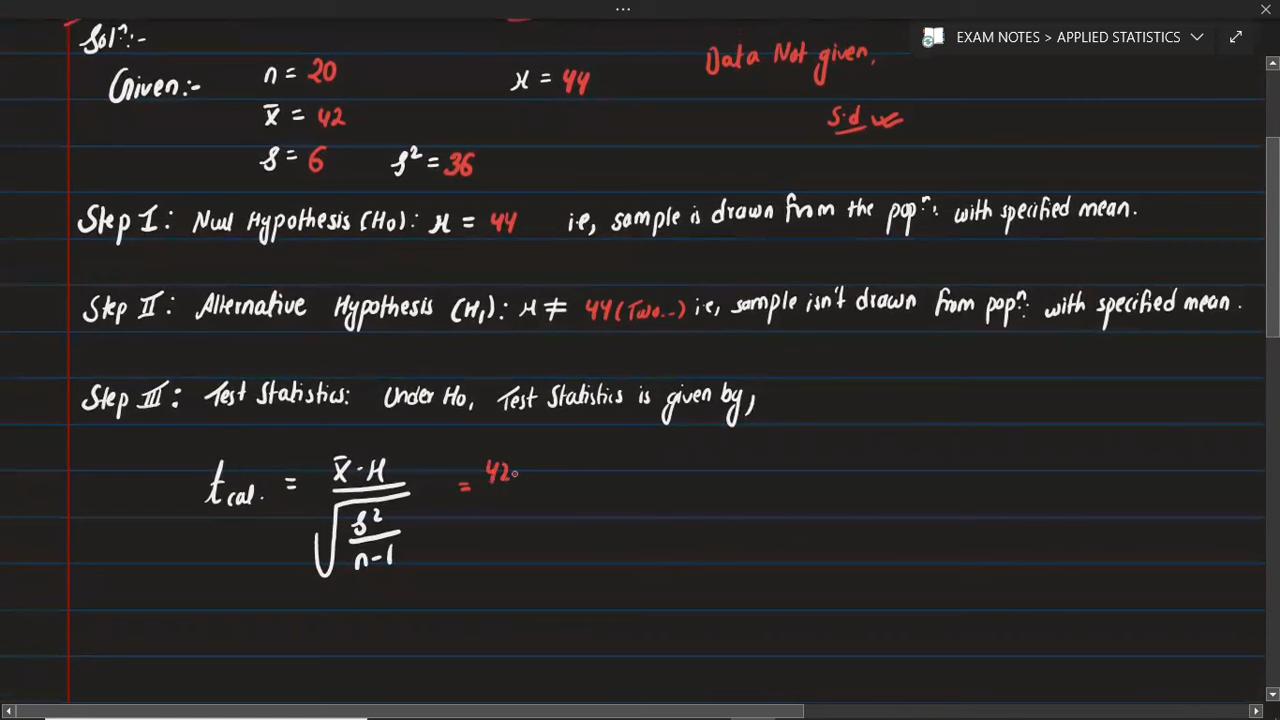 ...
EXAM NOTES > APPLIED STATISTICS
Solⁿ:-
Data Not given,
Given:- n = 20 μ = 44
x̄ = 42 S.d
s = 6 s² = 36
Step I: Null Hypothesis (H0): μ = 44 i.e, sample is drawn from the popⁿ. with specified mean.
Step II: Alternative Hypothesis (H1): μ ≠ 44 (Two..) i.e, sample isn't drawn from popⁿ. with specified mean.
Step III: Test Statistics: Under H0, Test Statistics is given by,
t cal. = x̄ - μ = 42
√ s²
n-1